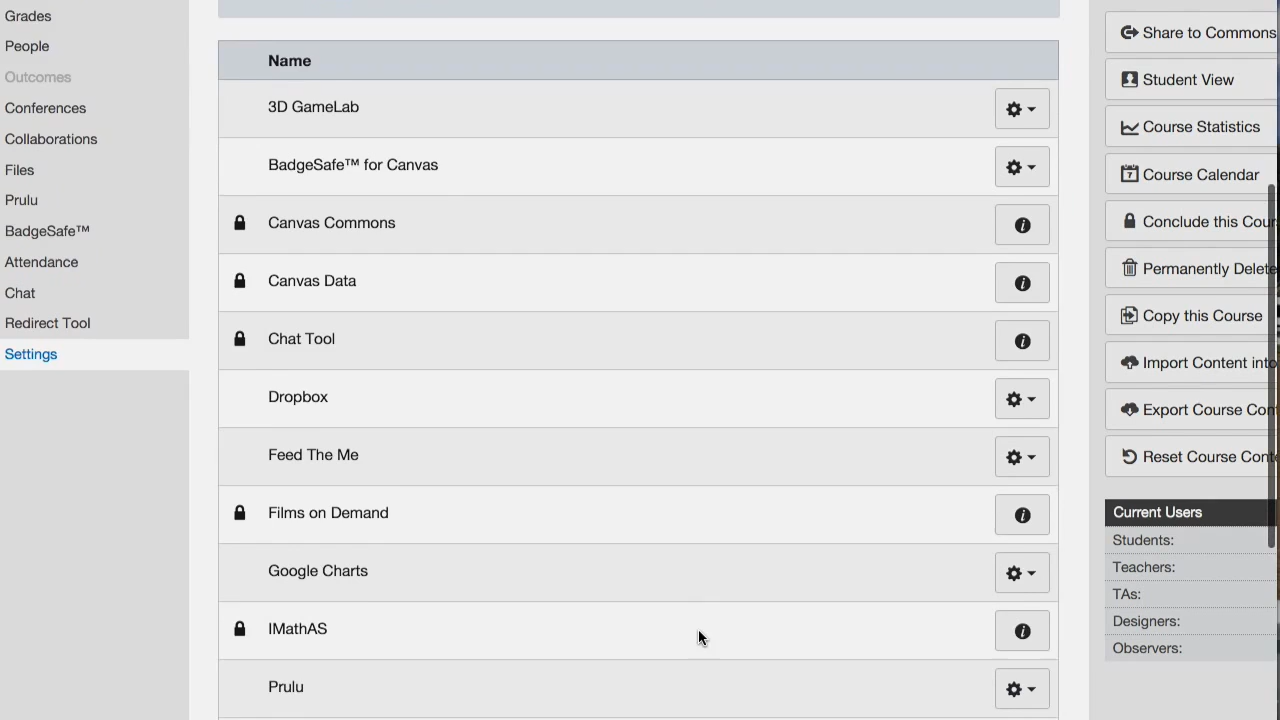 Grades
People
Outcomes
Conferences
Collaborations
Files
Prulu
BadgeSafe™
Attendance
Chat
Redirect Tool
Settings
Name
3D GameLab
BadgeSafe™ for Canvas
Canvas Commons
Canvas Data
Chat Tool
Dropbox
Feed The Me
Films on Demand
Google Charts
IMathAS
Prulu
Share to Commons
Student View
Course Statistics
7 Course Calendar
Conclude this Cour
Permanently Delete
Copy this Course
Import Content into
Export Course Con
Reset Course Conte
Current Users
Students:
Teachers:
TAs:
Designers:
Observers: